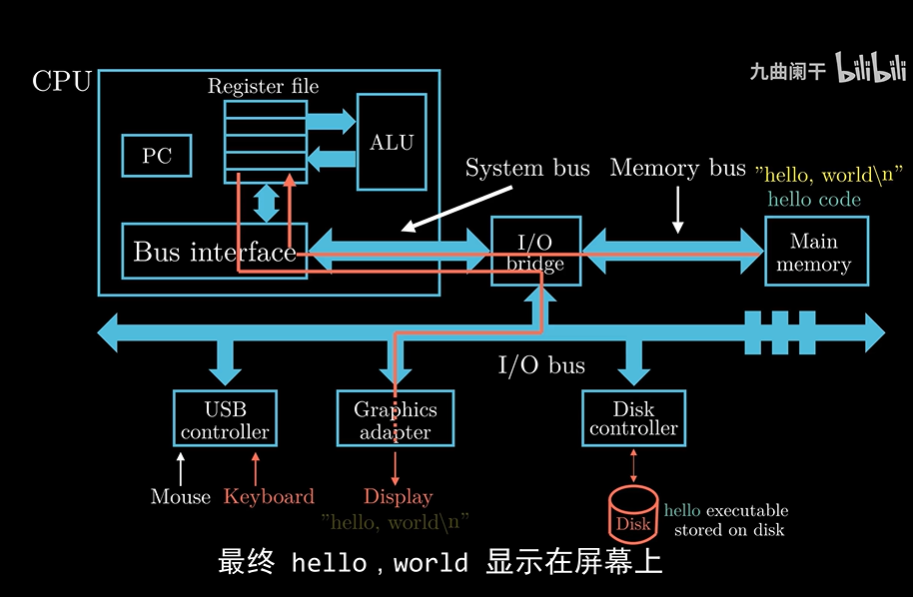 CPU
Register file
九曲阑干 bilibili
PC
ALU
System bus
Memory bus
"hello, world\n"
hello code
Bus interface
I/O
bridge
Main
memory
I/O bus
USB
controller
Graphics
adapter
Disk
controller
Mouse
Keyboard
Display
"hello, world\n"
Disk
hello executable
stored on disk
最终 hello , world 显示在屏幕上